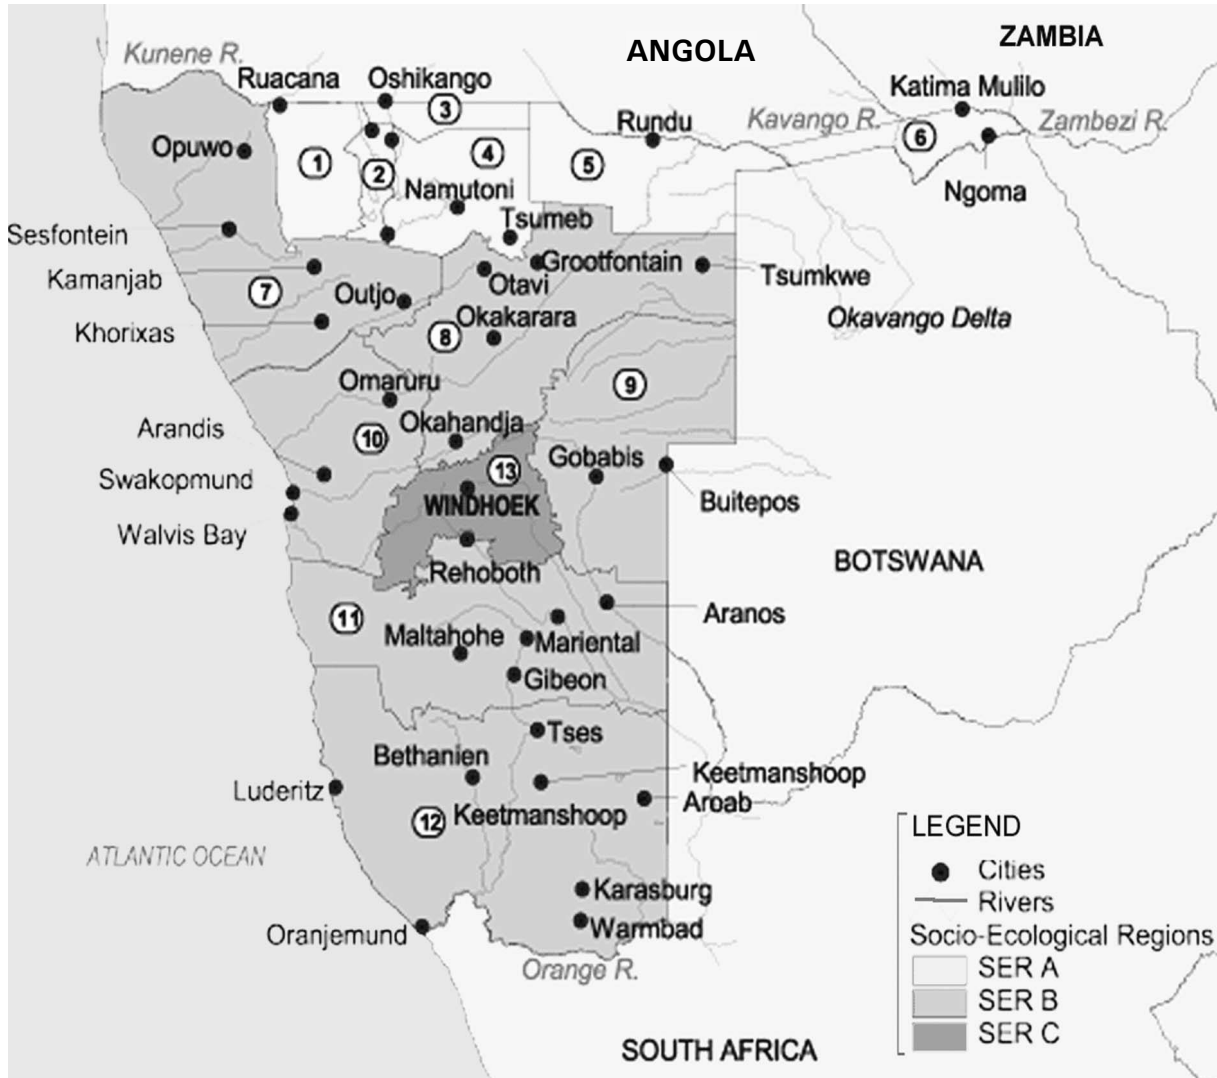 ANGOLA
ZAMBIA
Kunene R.
Ruacana
Oshikango
Katima Mulilo
3
Rundu
Kavango R.
Zambezi R.
6
Opuwo
1
2
4
5
Namutoni
Ngoma
Sesfontein
Tsumeb
Kamanjab
Grootfontain
Tsumkwe
7
Outjo
Otavi
Khorixas
8
Okakarara
Okavango Delta
Omaruru
9
Arandis
10
Okahandja
Swakopmund
13
Gobabis
WINDHOEK
Buitepos
Walvis Bay
BOTSWANA
Rehoboth
11
Aranos
Maltahohe
Mariental
Gibeon
Tses
Bethanien
Keetmanshoop
Luderitz
Aroab
12
Keetmanshoop
ATLANTIC OCEAN
Karasburg
Oranjemund
Warmbad
Orange R.
SOUTH AFRICA
LEGEND
Cities
Rivers
Socio-Ecological Regions
SER A
SER B
SER C